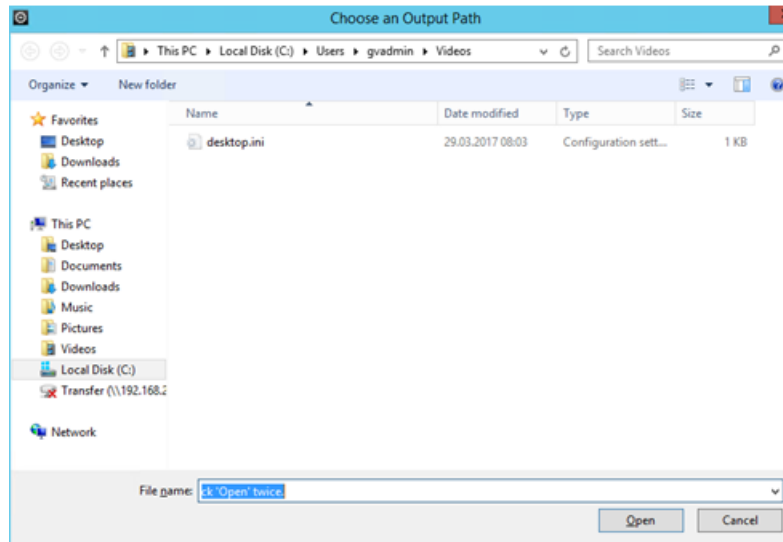 Choose an Output Path
This PC Local Disk (C:) Users gvadmin Videos Search Videos
Organize New folder
Name Date modified Type Size
desktop.ini 29.03.2017 08:03 Configuration sett... 1 KB
Favorites
Desktop
Downloads
Recent places
This PC
Desktop
Documents
Downloads
Music
Pictures
Videos
Local Disk (C:)
Transfer (\\192.168.2
Network
File name: ck 'Open' twice.
Open Cancel